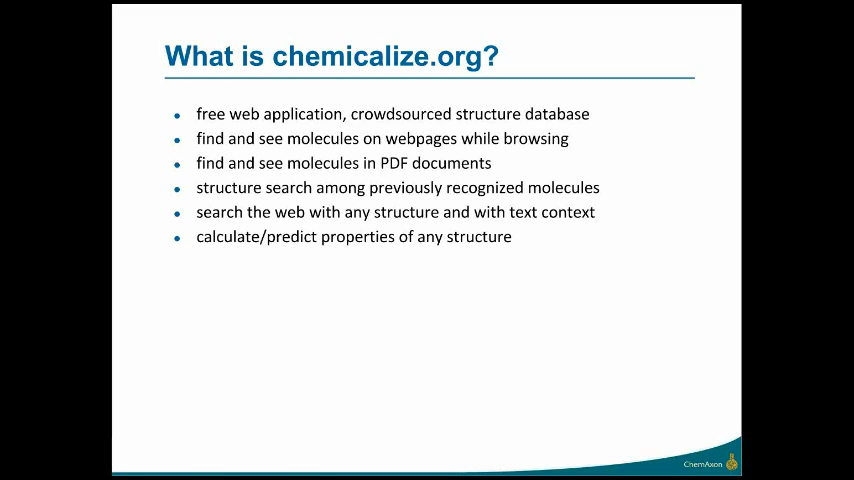 What is chemicalize.org?
• free web application, crowdsourced structure database
• find and see molecules on webpages while browsing
• find and see molecules in PDF documents
• structure search among previously recognized molecules
• search the web with any structure and with text context
• calculate/predict properties of any structure
ChemAxon